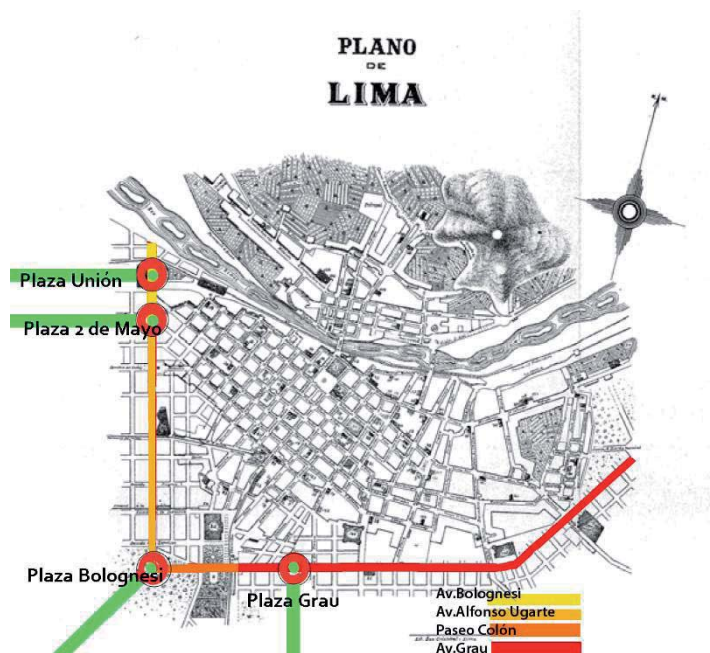 PLANO
DE
LIMA
Plaza Unión
Plaza 2 de Mayo
Plaza Bolognesi
Plaza Grau
Av.Bolognesi
Av.Alfonso Ugarte
Paseo Colón
Av.Grau